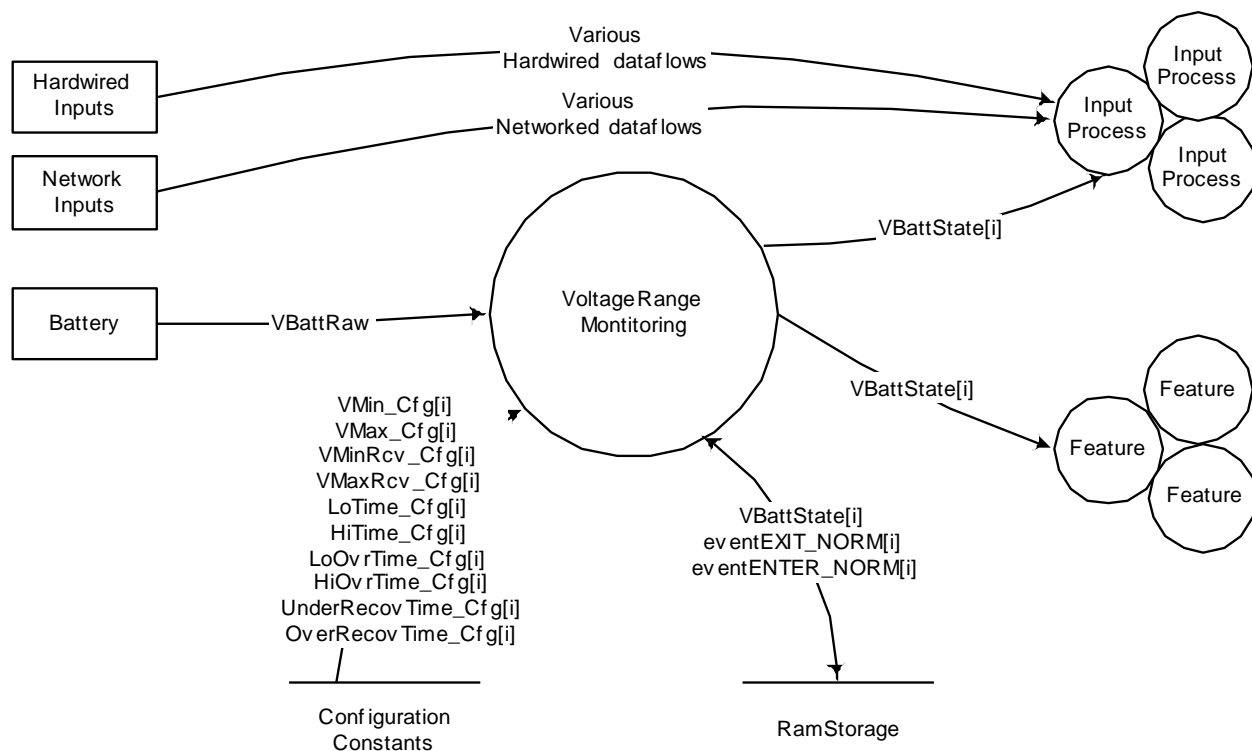 Various
Hardwired dataflows
Hardwired
Inputs
Various
Networked dataflows
Network
Inputs
Input
Process
Input
Process
Input
Process
VBattState[i]
Battery
VBattRaw
VoltageRange
Montitoring
VBattState[i]
Feature
Feature
Feature
VMin_Cfg[i]
VMax_Cfg[i]
VMinRcv_Cfg[i]
VMaxRcv_Cfg[i]
LoTime_Cfg[i]
HiTime_Cfg[i]
LoOvrTime_Cfg[i]
HiOvrTime_Cfg[i]
UnderRecovTime_Cfg[i]
OverRecovTime_Cfg[i]
VBattState[i]
eventEXIT_NORM[i]
eventENTER_NORM[i]
Configuration
Constants
RamStorage